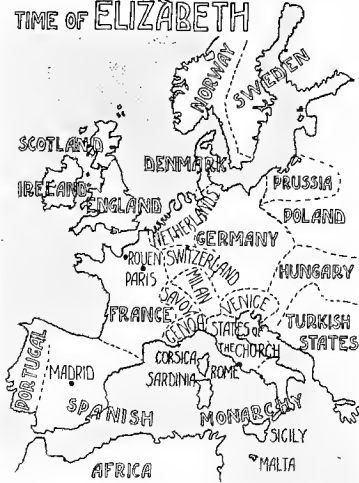 TIME OF ELIZABETH
NORWAY
SWEDEN
SCOTLAND
DENMARK
IRELAND
PRUSSIA
ENGLAND
POLAND
NETHERLANDS
GERMANY
ROUEN
SWITZERLAND
PARIS
HUNGARY
MILAN
SAVOY
VENICE
FRANCE
GENOA
STATES OF
THE CHURCH
TURKISH
STATES
PORTUGAL
MADRID
CORSICA
SARDINIA
ROME
SPANISH MONARCHY
SICILY
AFRICA
MALTA